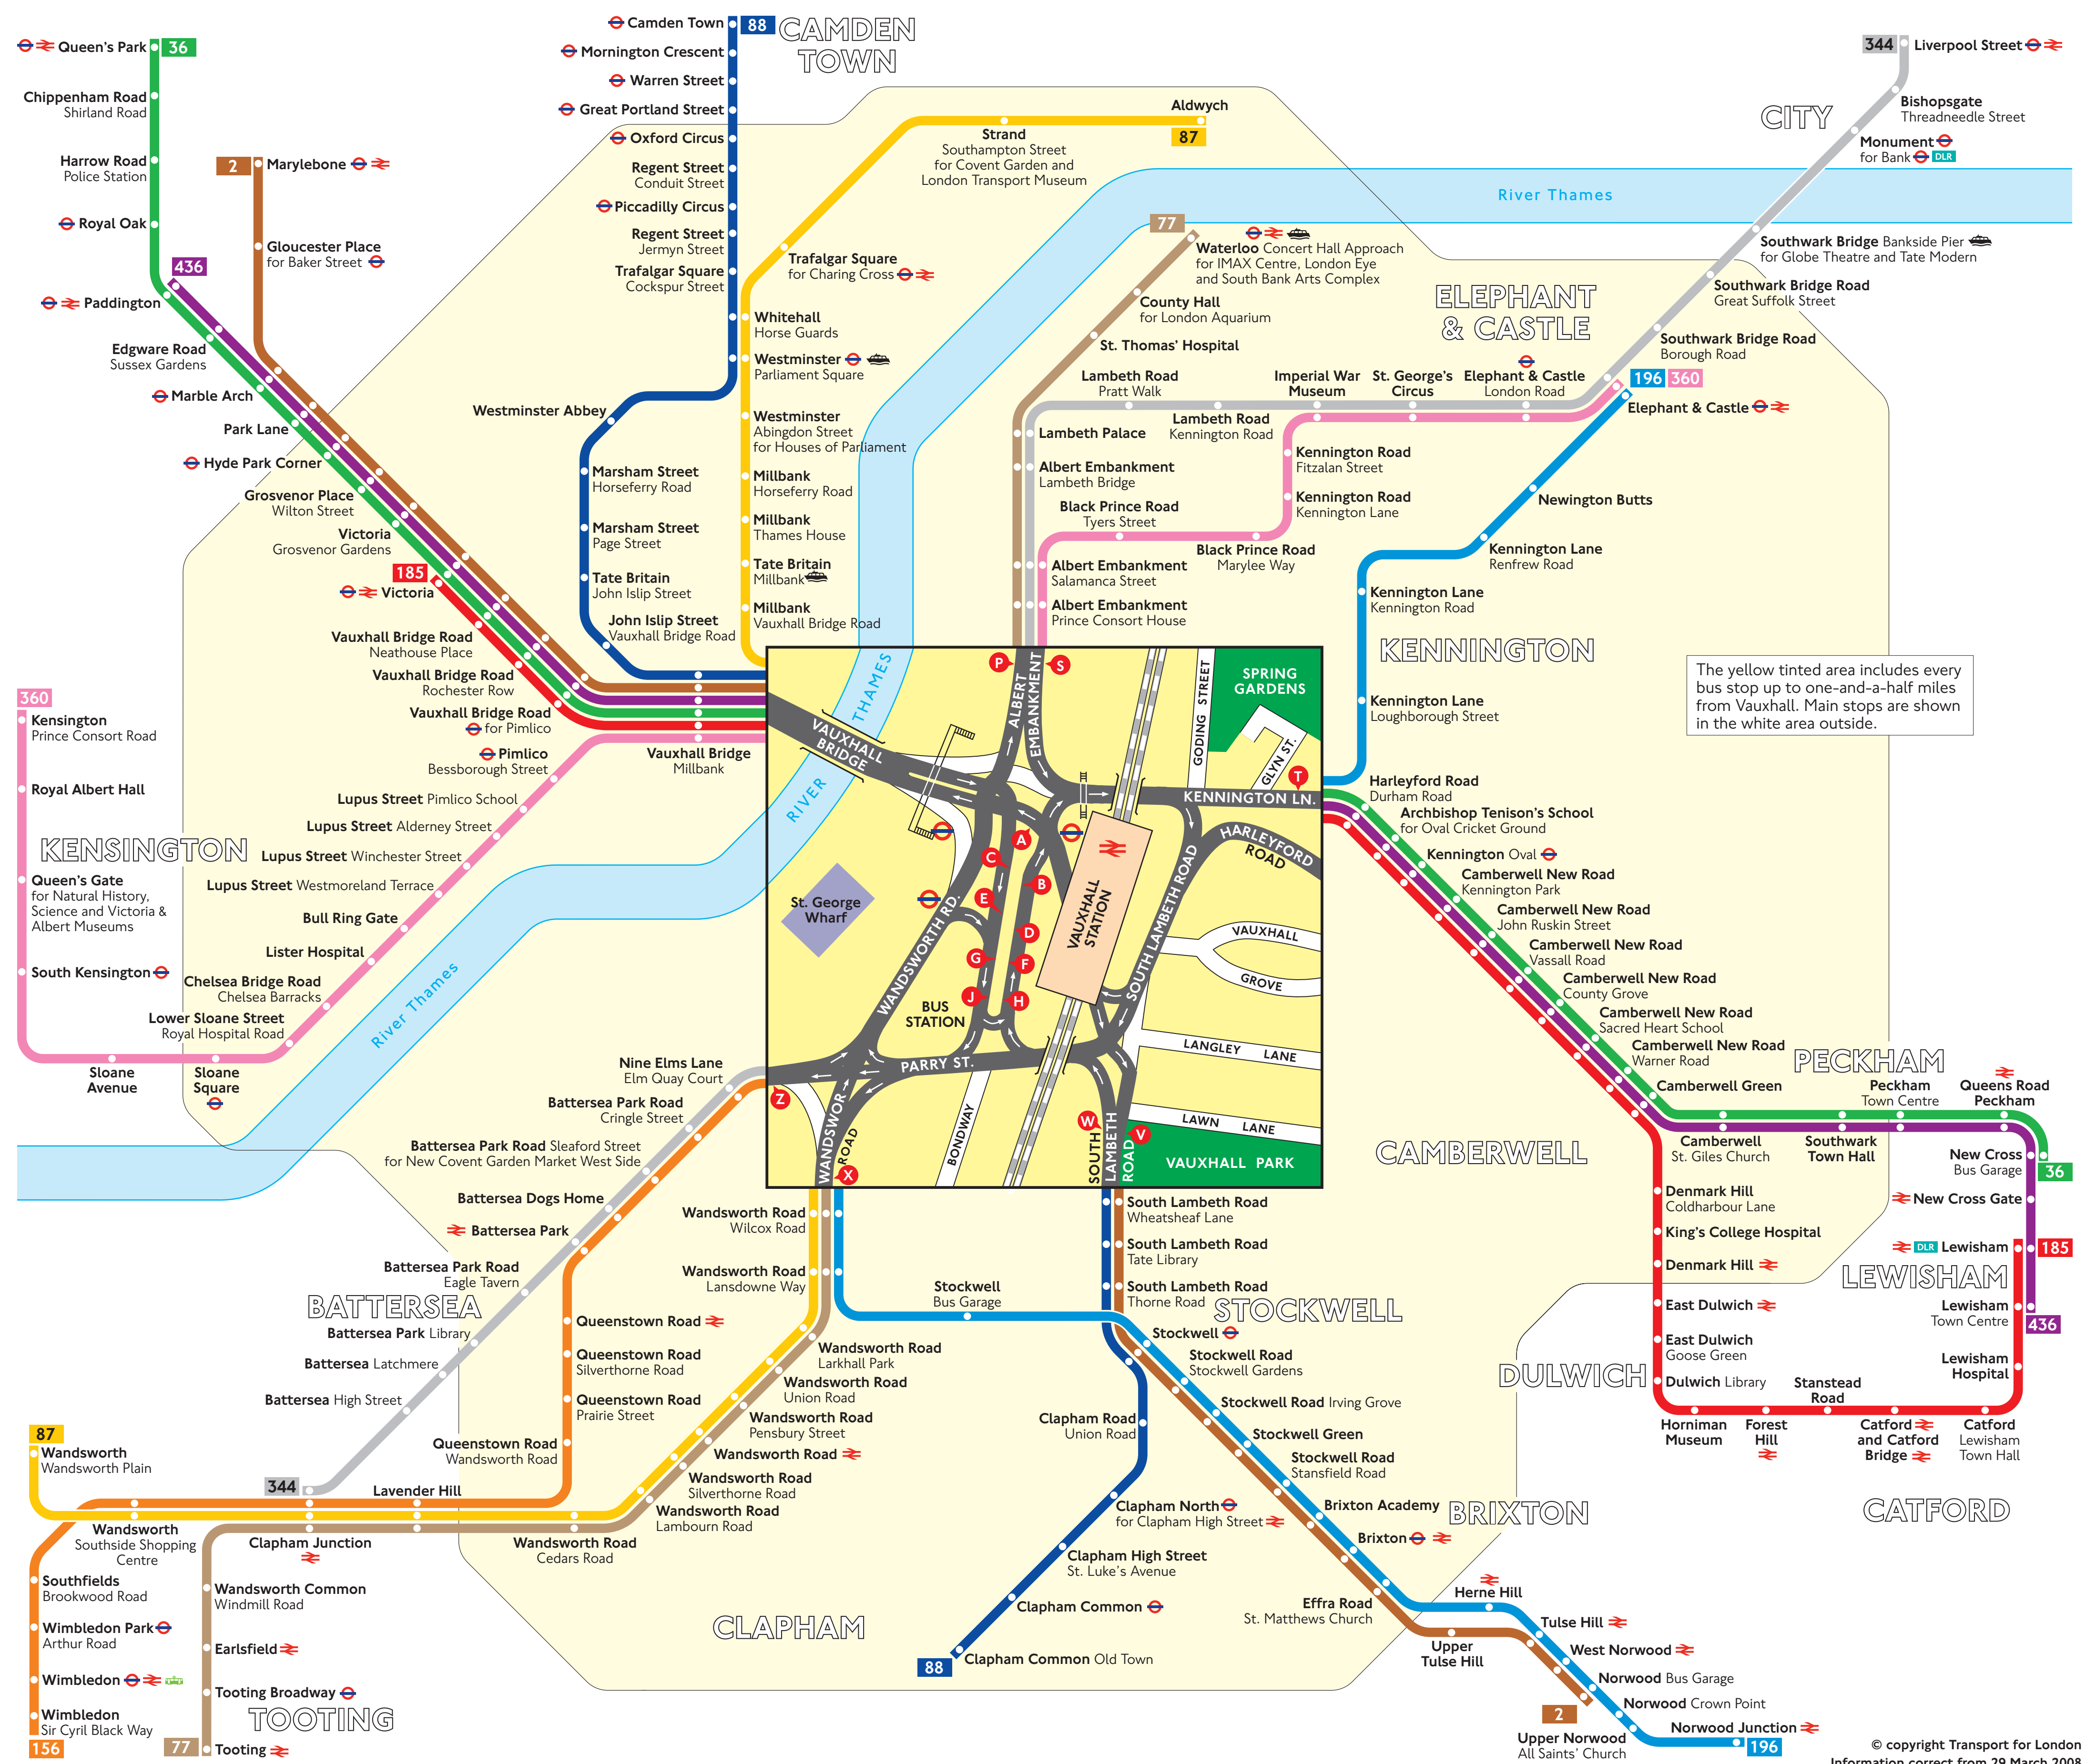 Queen's Park
36
Chippenham Road
Shirland Road
Harrow Road
Police Station
Royal Oak
436
Paddington
Edgware Road
Sussex Gardens
Marble Arch
Park Lane
Hyde Park Corner
Grosvenor Place
Wilton Street
Victoria
Grosvenor Gardens
185
Victoria
Vauxhall Bridge Road
Neathouse Place
Vauxhall Bridge Road
Rochester Row
Vauxhall Bridge Road
for Pimlico
Pimlico
Bessborough Street
Vauxhall Bridge
Millbank
2
Marylebone
Gloucester Place
for Baker Street
Camden Town
88
CAMDEN
TOWN
Mornington Crescent
Warren Street
Great Portland Street
Oxford Circus
Regent Street
Conduit Street
Piccadilly Circus
Regent Street
Jermyn Street
Trafalgar Square
Cockspur Street
Westminster Abbey
Marsham Street
Horseferry Road
Marsham Street
Page Street
Tate Britain
John Islip Street
John Islip Street
Vauxhall Bridge Road
Aldwych
87
Strand
Southampton Street
for Covent Garden and
London Transport Museum
Trafalgar Square
for Charing Cross
Whitehall
Horse Guards
Westminster
Parliament Square
Westminster
Abingdon Street
for Houses of Parliament
Millbank
Horseferry Road
Millbank
Thames House
Tate Britain
Millbank
Millbank
Vauxhall Bridge Road
77
Waterloo Concert Hall Approach
for IMAX Centre, London Eye
and South Bank Arts Complex
County Hall
for London Aquarium
St. Thomas' Hospital
Lambeth Road
Pratt Walk
Lambeth Road
Kennington Road
Imperial War
Museum
St. George's
Circus
Elephant & Castle
London Road
Lambeth Palace
Albert Embankment
Lambeth Bridge
Black Prince Road
Tyers Street
Black Prince Road
Marylee Way
Albert Embankment
Salamanca Street
Albert Embankment
Prince Consort House
Kennington Road
Fitzalan Street
Kennington Road
Kennington Lane
River Thames
344
Liverpool Street
CITY
Bishopsgate
Threadneedle Street
Monument
for Bank
DLR
Southwark Bridge Bankside Pier
for Globe Theatre and Tate Modern
Southwark Bridge Road
Great Suffolk Street
Southwark Bridge Road
Borough Road
ELEPHANT
& CASTLE
196
360
Elephant & Castle
Newington Butts
Kennington Lane
Renfrew Road
Kennington Lane
Kennington Road
KENNINGTON
Kennington Lane
Loughborough Street
The yellow tinted area includes every
bus stop up to one-and-a-half miles
from Vauxhall. Main stops are shown
in the white area outside.
360
Kensington
Prince Consort Road
Royal Albert Hall
KENSINGTON
Queen's Gate
for Natural History,
Science and Victoria &
Albert Museums
South Kensington
Sloane
Avenue
Sloane
Square
Lower Sloane Street
Royal Hospital Road
Chelsea Bridge Road
Chelsea Barracks
Lister Hospital
Bull Ring Gate
Lupus Street Westmoreland Terrace
Lupus Street Winchester Street
Lupus Street Alderney Street
Lupus Street Pimlico School
River Thames
VAUXHALL
BRIDGE
RIVER
THAMES
ALBERT
EMBANKMENT
P
S
GODING STREET
SPRING
GARDENS
GLYN ST.
T
KENNINGTON LN.
HARLEYFORD
ROAD
A
C
B
E
D
G
F
J
H
VAUXHALL
STATION
SOUTH LAMBETH ROAD
VAUXHALL
GROVE
St. George
Wharf
WANDSWORTH RD.
BUS
STATION
PARRY ST.
LANGLEY LANE
LAWN LANE
Z
W
V
X
WANDSWOR
ROAD
BONDWAY
SOUTH
LAMBETH
ROAD
VAUXHALL PARK
Harleyford Road
Durham Road
Archbishop Tenison's School
for Oval Cricket Ground
Kennington Oval
Camberwell New Road
Kennington Park
Camberwell New Road
John Ruskin Street
Camberwell New Road
Vassall Road
Camberwell New Road
County Grove
Camberwell New Road
Sacred Heart School
Camberwell New Road
Warner Road
Camberwell Green
PECKHAM
Peckham
Town Centre
Queens Road
Peckham
Camberwell
St. Giles Church
Southwark
Town Hall
New Cross
Bus Garage
36
New Cross Gate
DLR
Lewisham
185
LEWISHAM
Lewisham
Town Centre
436
Lewisham
Hospital
CAMBERWELL
Denmark Hill
Coldharbour Lane
King's College Hospital
Denmark Hill
East Dulwich
East Dulwich
Goose Green
DULWICH
Dulwich Library
Horniman
Museum
Forest
Hill
Stanstead
Road
Catford
and Catford
Bridge
Catford
Lewisham
Town Hall
CATFORD
Nine Elms Lane
Elm Quay Court
Battersea Park Road
Cringle Street
Battersea Park Road Sleaford Street
for New Covent Garden Market West Side
Battersea Dogs Home
Battersea Park
Battersea Park Road
Eagle Tavern
BATTERSEA
Battersea Park Library
Battersea Latchmere
Battersea High Street
344
Queenstown Road
Queenstown Road
Silverthorne Road
Queenstown Road
Prairie Street
Queenstown Road
Wandsworth Road
Lavender Hill
Clapham Junction
87
Wandsworth
Wandsworth Plain
Wandsworth
Southside Shopping
Centre
Southfields
Brookwood Road
Wimbledon Park
Arthur Road
Wimbledon
Wimbledon
Sir Cyril Black Way
156
Wandsworth Common
Windmill Road
Earlsfield
Tooting Broadway
TOOTING
77
Tooting
Wandsworth Road
Wilcox Road
Wandsworth Road
Lansdowne Way
Wandsworth Road
Larkhall Park
Wandsworth Road
Union Road
Wandsworth Road
Pensbury Street
Wandsworth Road
Wandsworth Road
Silverthorne Road
Wandsworth Road
Lambourn Road
Wandsworth Road
Cedars Road
Stockwell
Bus Garage
South Lambeth Road
Wheatsheaf Lane
South Lambeth Road
Tate Library
South Lambeth Road
Thorne Road
STOCKWELL
Stockwell
Stockwell Road
Stockwell Gardens
Stockwell Road Irving Grove
Stockwell Green
Stockwell Road
Stansfield Road
Brixton Academy
BRIXTON
Brixton
Effra Road
St. Matthews Church
Herne Hill
Upper
Tulse Hill
Tulse Hill
West Norwood
Norwood Bus Garage
Norwood Crown Point
2
Upper Norwood
All Saints' Church
Norwood Junction
196
Clapham Road
Union Road
Clapham North
for Clapham High Street
Clapham High Street
St. Luke's Avenue
Clapham Common
CLAPHAM
88
Clapham Common Old Town
© copyright Transport for London
Information correct from 29 March 2008